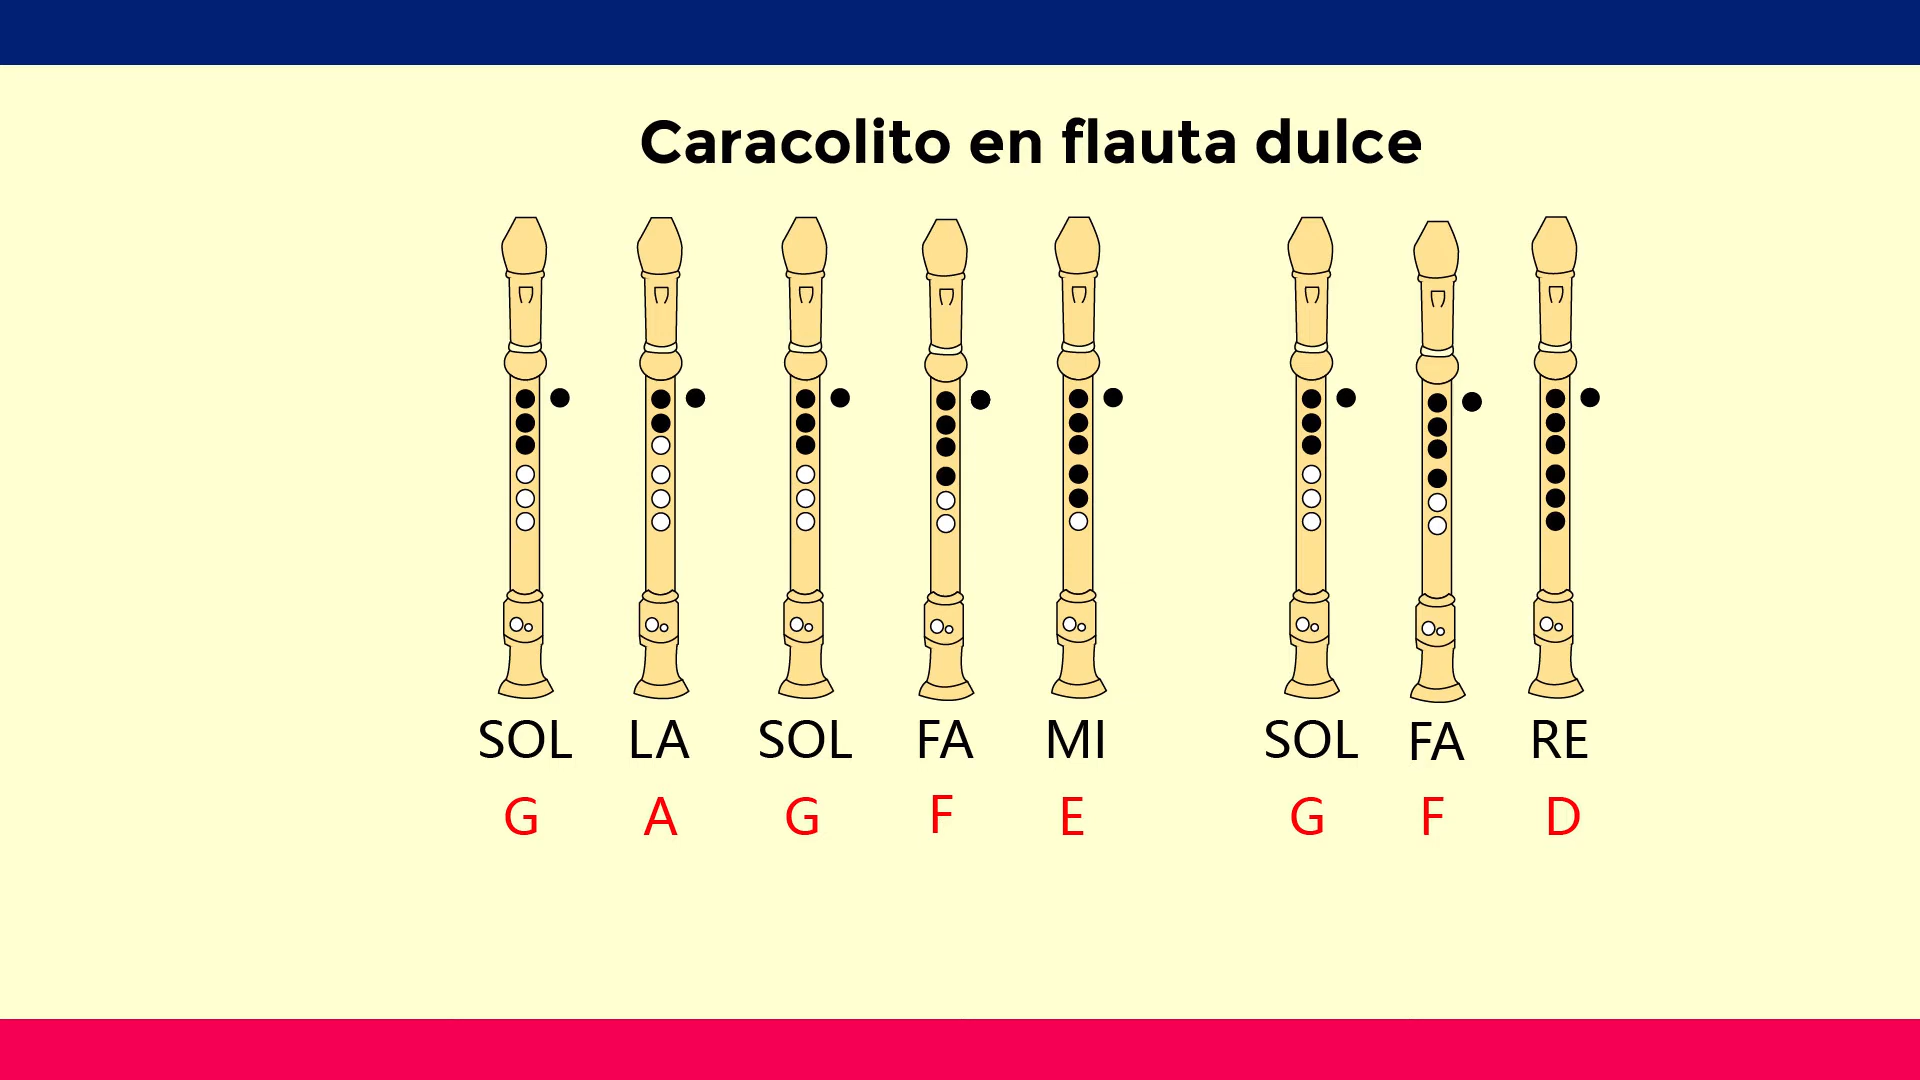 Caracolito en flauta dulce
SOL LA SOL FA MI SOL FA RE
G A G F E G F D